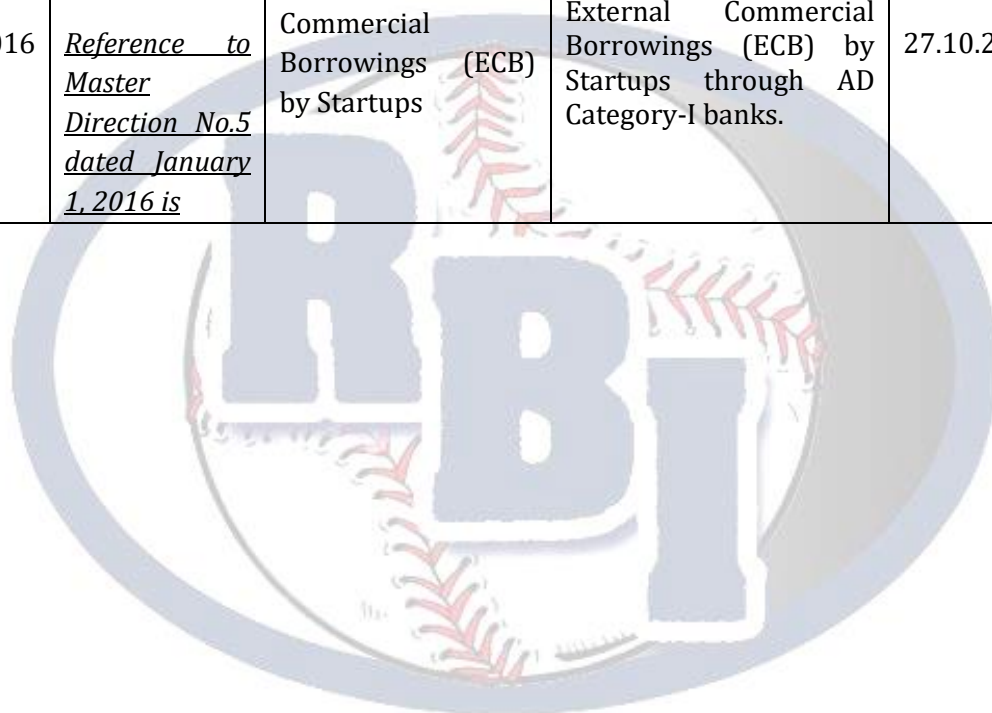 016
Reference to
Master
Direction No.5
dated January
1, 2016 is
Commercial
Borrowings (ECB)
by Startups
External Commercial
Borrowings (ECB) by
Startups through AD
Category-I banks.
27.10.2
RBI